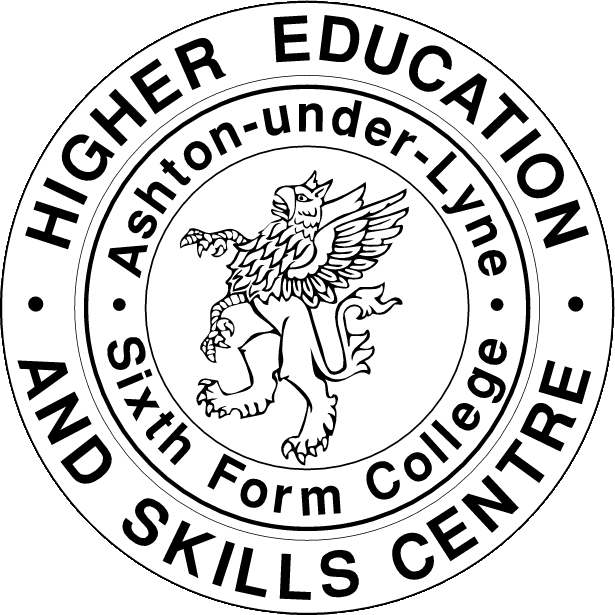 HIGHER EDUCATION
AND SKILLS CENTRE
Ashton-under-Lyne
Sixth Form College